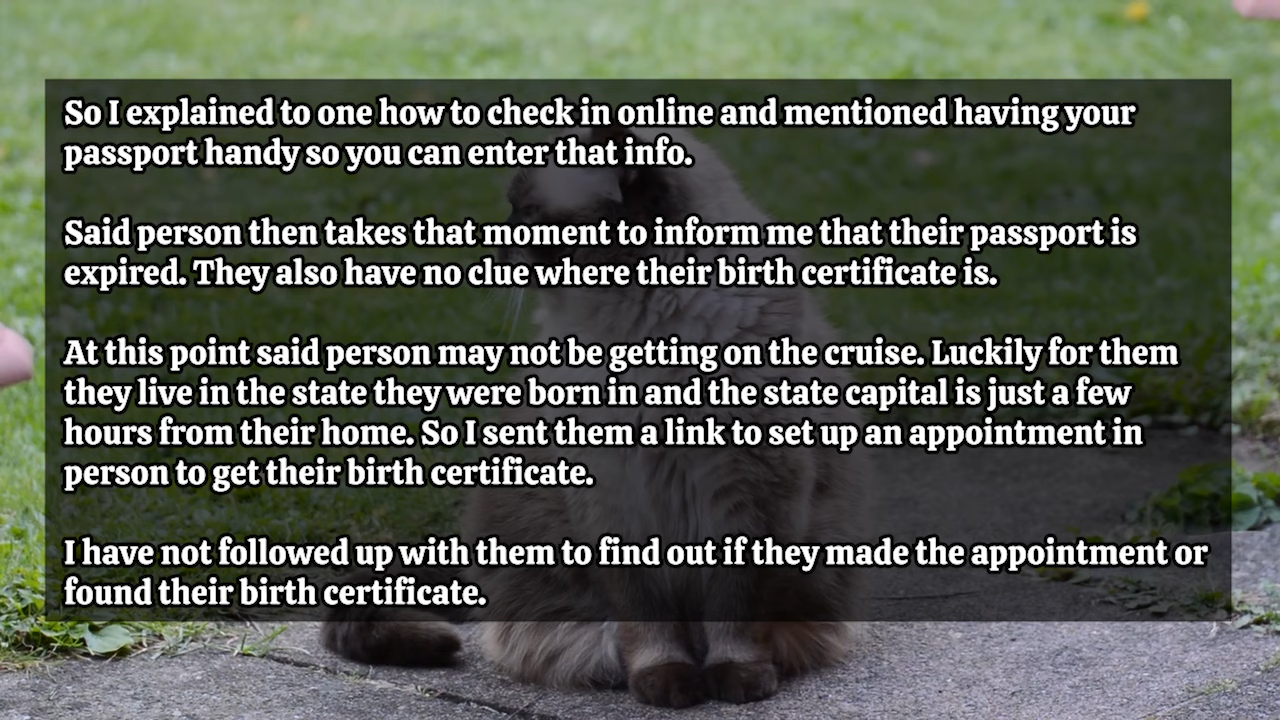 So I explained to one how to check in online and mentioned having your
passport handy so you can enter that info.
Said person then takes that moment to inform me that their passport is
expired. They also have no clue where their birth certificate is.
At this point said person may not be getting on the cruise. Luckily for them
they live in the state they were born in and the state capital is just a few
hours from their home. So I sent them a link to set up an appointment in
person to get their birth certificate.
I have not followed up with them to find out if they made the appointment or
found their birth certificate.